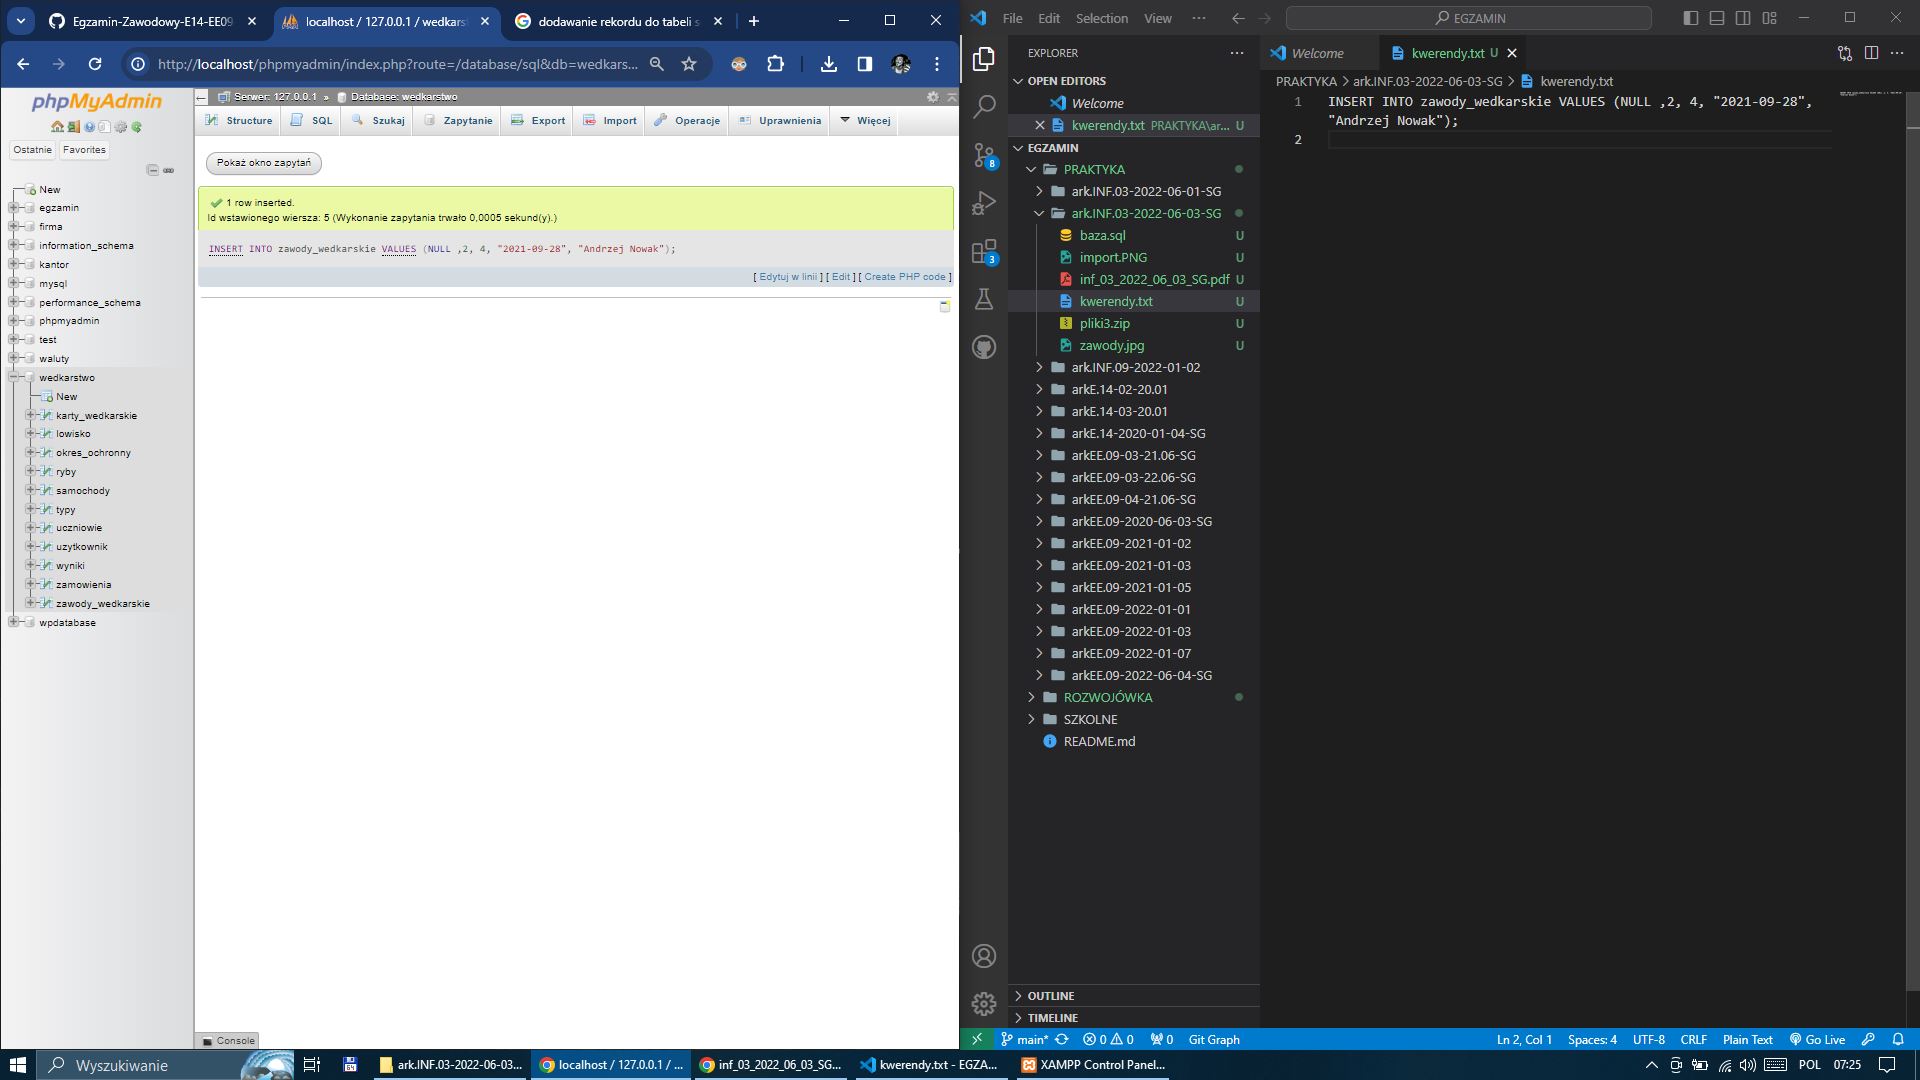 Egzamin-Zawodowy-E14-EE09
localhost / 127.0.0.1 / wedkars
dodawanie rekordu do tabeli s
http://localhost/phpmyadmin/index.php?route=/database/sql&db=wedkars...
phpMyAdmin
Ostatnie
Favorites
New
egzamin
firma
information_schema
kantor
mysql
performance_schema
phpmyadmin
test
waluty
wedkarstwo
New
karty_wedkarskie
lowisko
okres_ochronny
ryby
samochody
typy
uczniowie
uzytkownik
wyniki
zamowienia
zawody_wedkarskie
wpdatabase
Serwer: 127.0.0.1 » Database: wedkarstwo
Structure
SQL
Szukaj
Zapytanie
Export
Import
Operacje
Uprawnienia
Więcej
Pokaż okno zapytań
1 row inserted.
Id wstawionego wiersza: 5 (Wykonanie zapytania trwało 0,0005 sekund(y).)
INSERT INTO zawody_wedkarskie VALUES (NULL ,2, 4, "2021-09-28", "Andrzej Nowak");
[ Edytuj w linii ] [ Edit ] [ Create PHP code ]
Console
File
Edit
Selection
View
EGZAMIN
EXPLORER
OPEN EDITORS
Welcome
kwerendy.txt PRAKTYKA\ar... U
EGZAMIN
PRAKTYKA
ark.INF.03-2022-06-01-SG
ark.INF.03-2022-06-03-SG
baza.sql U
import.PNG U
inf_03_2022_06_03_SG.pdf U
kwerendy.txt U
pliki3.zip U
zawody.jpg U
ark.INF.09-2022-01-02
arkE.14-02-20.01
arkE.14-03-20.01
arkE.14-2020-01-04-SG
arkEE.09-03-21.06-SG
arkEE.09-03-22.06-SG
arkEE.09-04-21.06-SG
arkEE.09-2020-06-03-SG
arkEE.09-2021-01-02
arkEE.09-2021-01-03
arkEE.09-2021-01-05
arkEE.09-2022-01-01
arkEE.09-2022-01-03
arkEE.09-2022-01-07
arkEE.09-2022-06-04-SG
ROZWOJÓWKA
SZKOLNE
README.md
OUTLINE
TIMELINE
8
3
Welcome
kwerendy.txt U
PRAKTYKA > ark.INF.03-2022-06-03-SG > kwerendy.txt
1 INSERT INTO zawody_wedkarskie VALUES (NULL ,2, 4, "2021-09-28",
"Andrzej Nowak");
2
main*
0
0
0
Git Graph
Ln 2, Col 1
Spaces: 4
UTF-8
CRLF
Plain Text
Go Live
Wyszukiwanie
ark.INF.03-2022-06-03...
localhost / 127.0.0.1 / ...
inf_03_2022_06_03_SG...
kwerendy.txt - EGZA...
XAMPP Control Panel...
POL
07:25